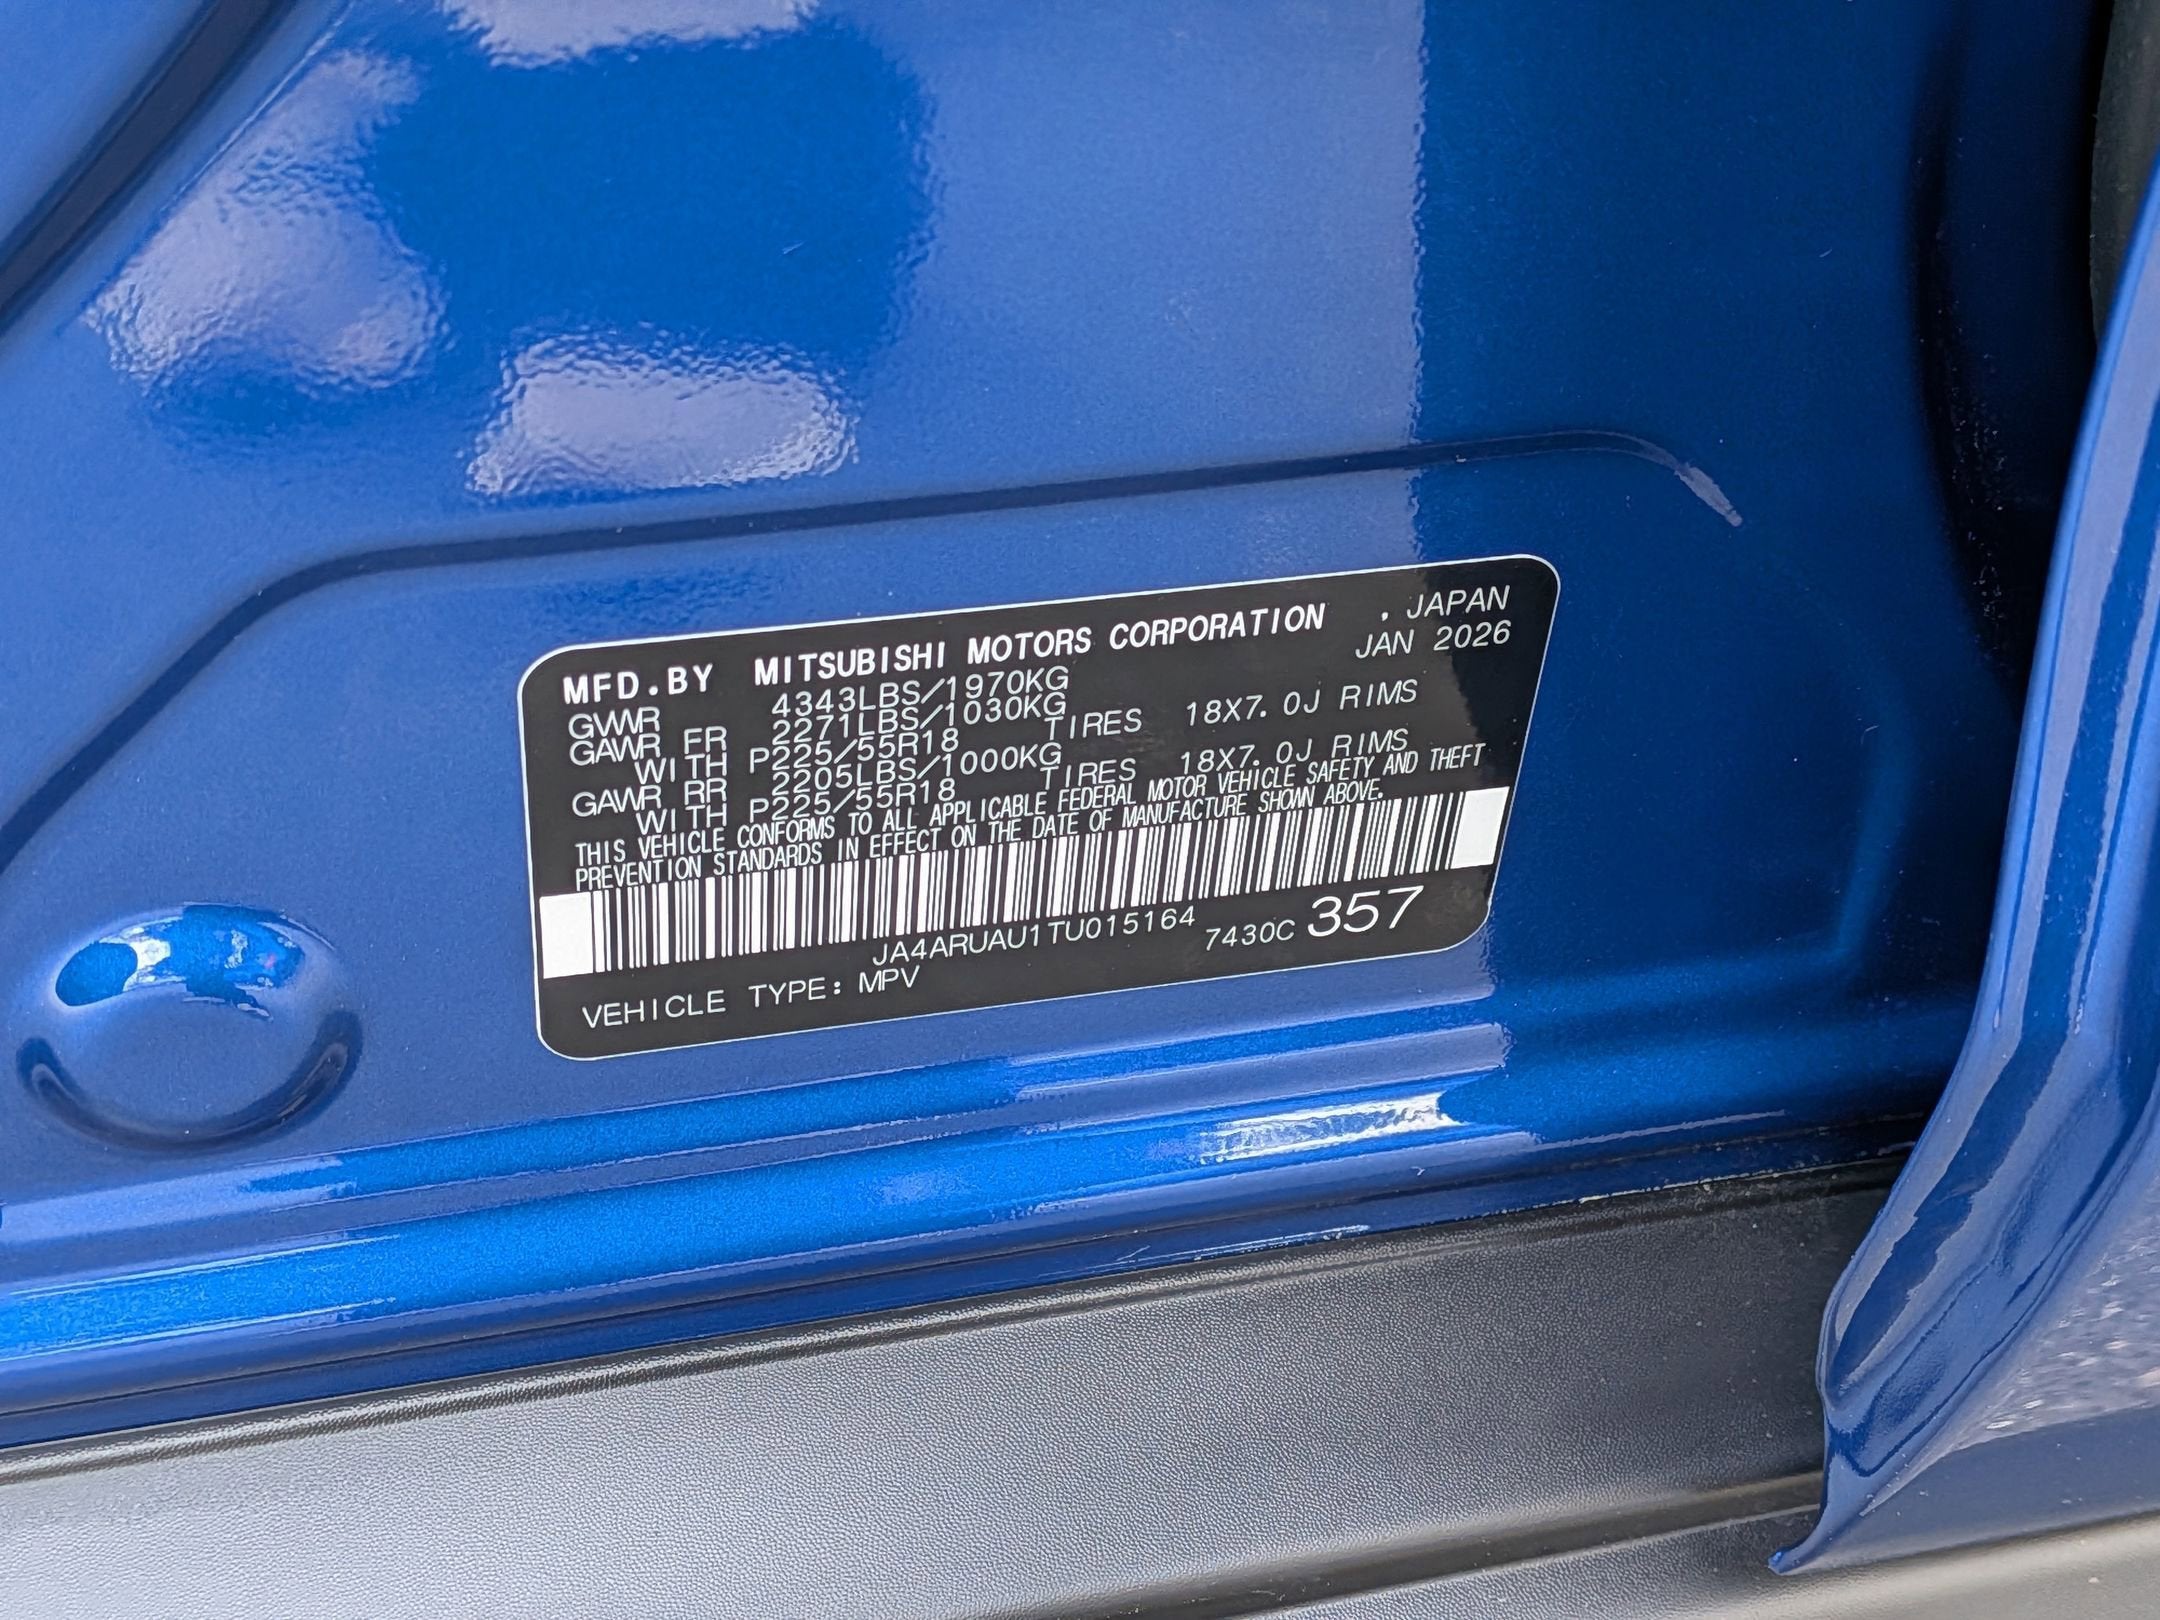 MFD.BY MITSUBISHI MOTORS CORPORATION , JAPAN
JAN 2026
GVWR 4343LBS/1970KG
GAWR FR 2271LBS/1030KG
WITH P225/55R18 TIRES 18X7.0J RIMS
GAWR RR 2205LBS/1000KG
WITH P225/55R18 TIRES 18X7.0J RIMS
THIS VEHICLE CONFORMS TO ALL APPLICABLE FEDERAL MOTOR VEHICLE SAFETY AND THEFT
PREVENTION STANDARDS IN EFFECT ON THE DATE OF MANUFACTURE SHOWN ABOVE.
JA4ARUAU1TU015164 7430C 357
VEHICLE TYPE: MPV